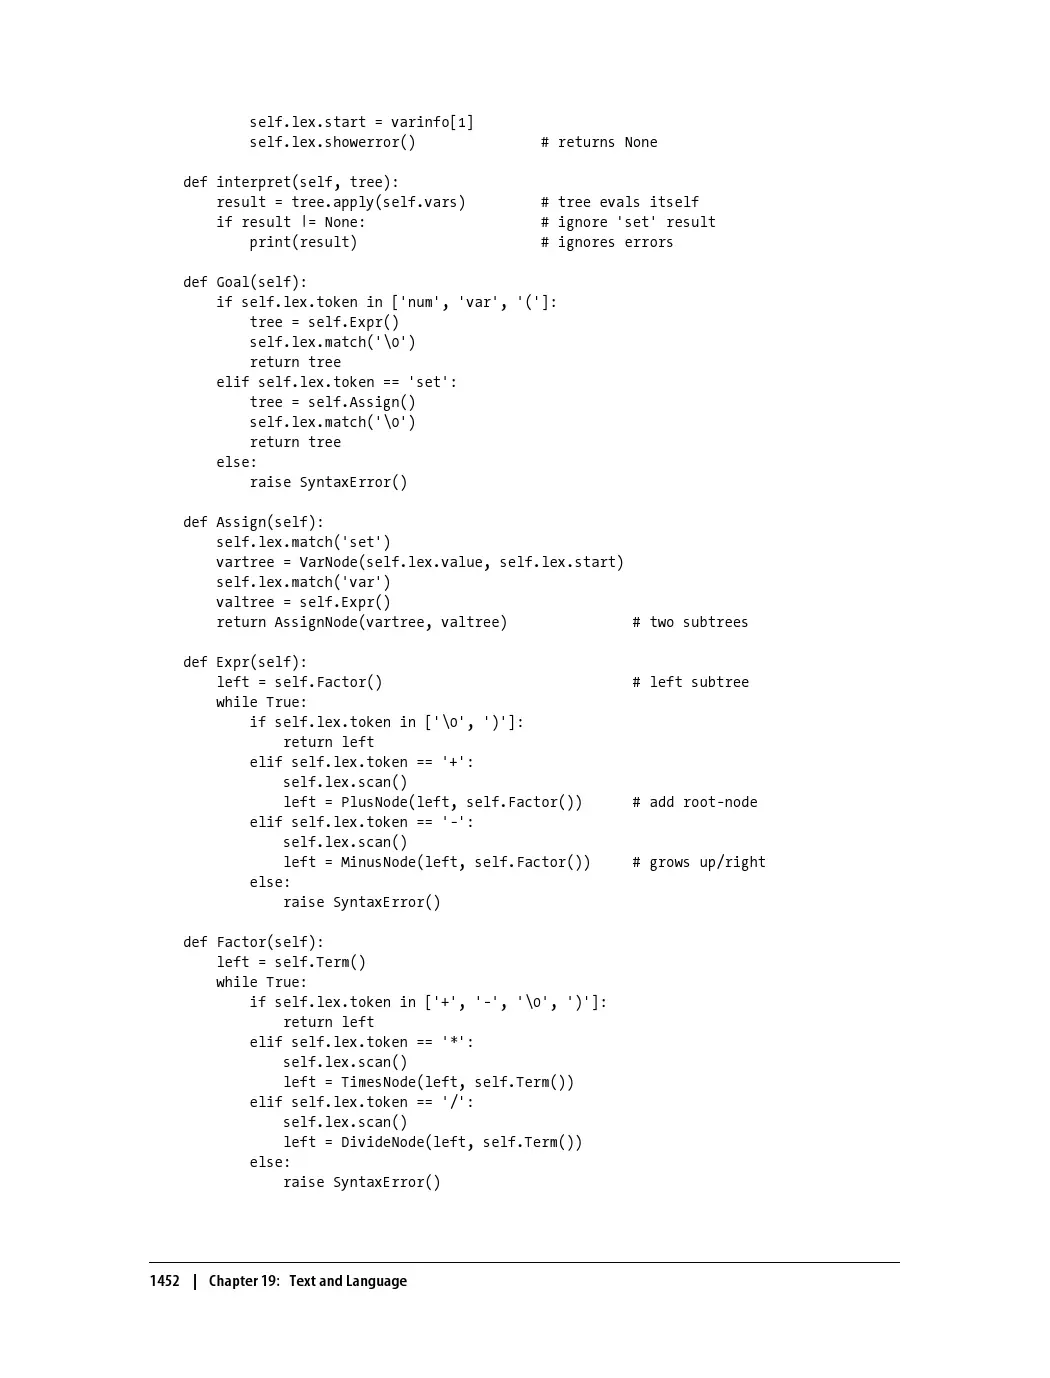 self.lex.start = varinfo[1]
self.lex.showerror() # returns None
def interpret(self, tree):
result = tree.apply(self.vars) # tree evals itself
if result |= None: # ignore 'set' result
print(result) # ignores errors
def Goal(self):
if self.lex.token in ['num', 'var', '(']:
tree = self.Expr()
self.lex.match('\0')
return tree
elif self.lex.token == 'set':
tree = self.Assign()
self.lex.match('\0')
return tree
else:
raise SyntaxError()
def Assign(self):
self.lex.match('set')
vartree = VarNode(self.lex.value, self.lex.start)
self.lex.match('var')
valtree = self.Expr()
return AssignNode(vartree, valtree) # two subtrees
def Expr(self):
left = self.Factor() # left subtree
while True:
if self.lex.token in ['\0', ')']:
return left
elif self.lex.token == '+':
self.lex.scan()
left = PlusNode(left, self.Factor()) # add root-node
elif self.lex.token == '-':
self.lex.scan()
left = MinusNode(left, self.Factor()) # grows up/right
else:
raise SyntaxError()
def Factor(self):
left = self.Term()
while True:
if self.lex.token in ['+', '-', '\0', ')']:
return left
elif self.lex.token == '*':
self.lex.scan()
left = TimesNode(left, self.Term())
elif self.lex.token == '/':
self.lex.scan()
left = DivideNode(left, self.Term())
else:
raise SyntaxError()
1452 | Chapter 19: Text and Language